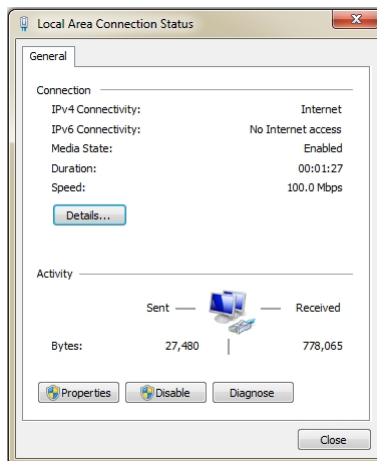 Local Area Connection Status
General
Connection
IPv4 Connectivity: Internet
IPv6 Connectivity: No Internet access
Media State: Enabled
Duration: 00:01:27
Speed: 100.0 Mbps
Details...
Activity
Sent Received
Bytes: 27,480 778,065
Properties Disable Diagnose
Close